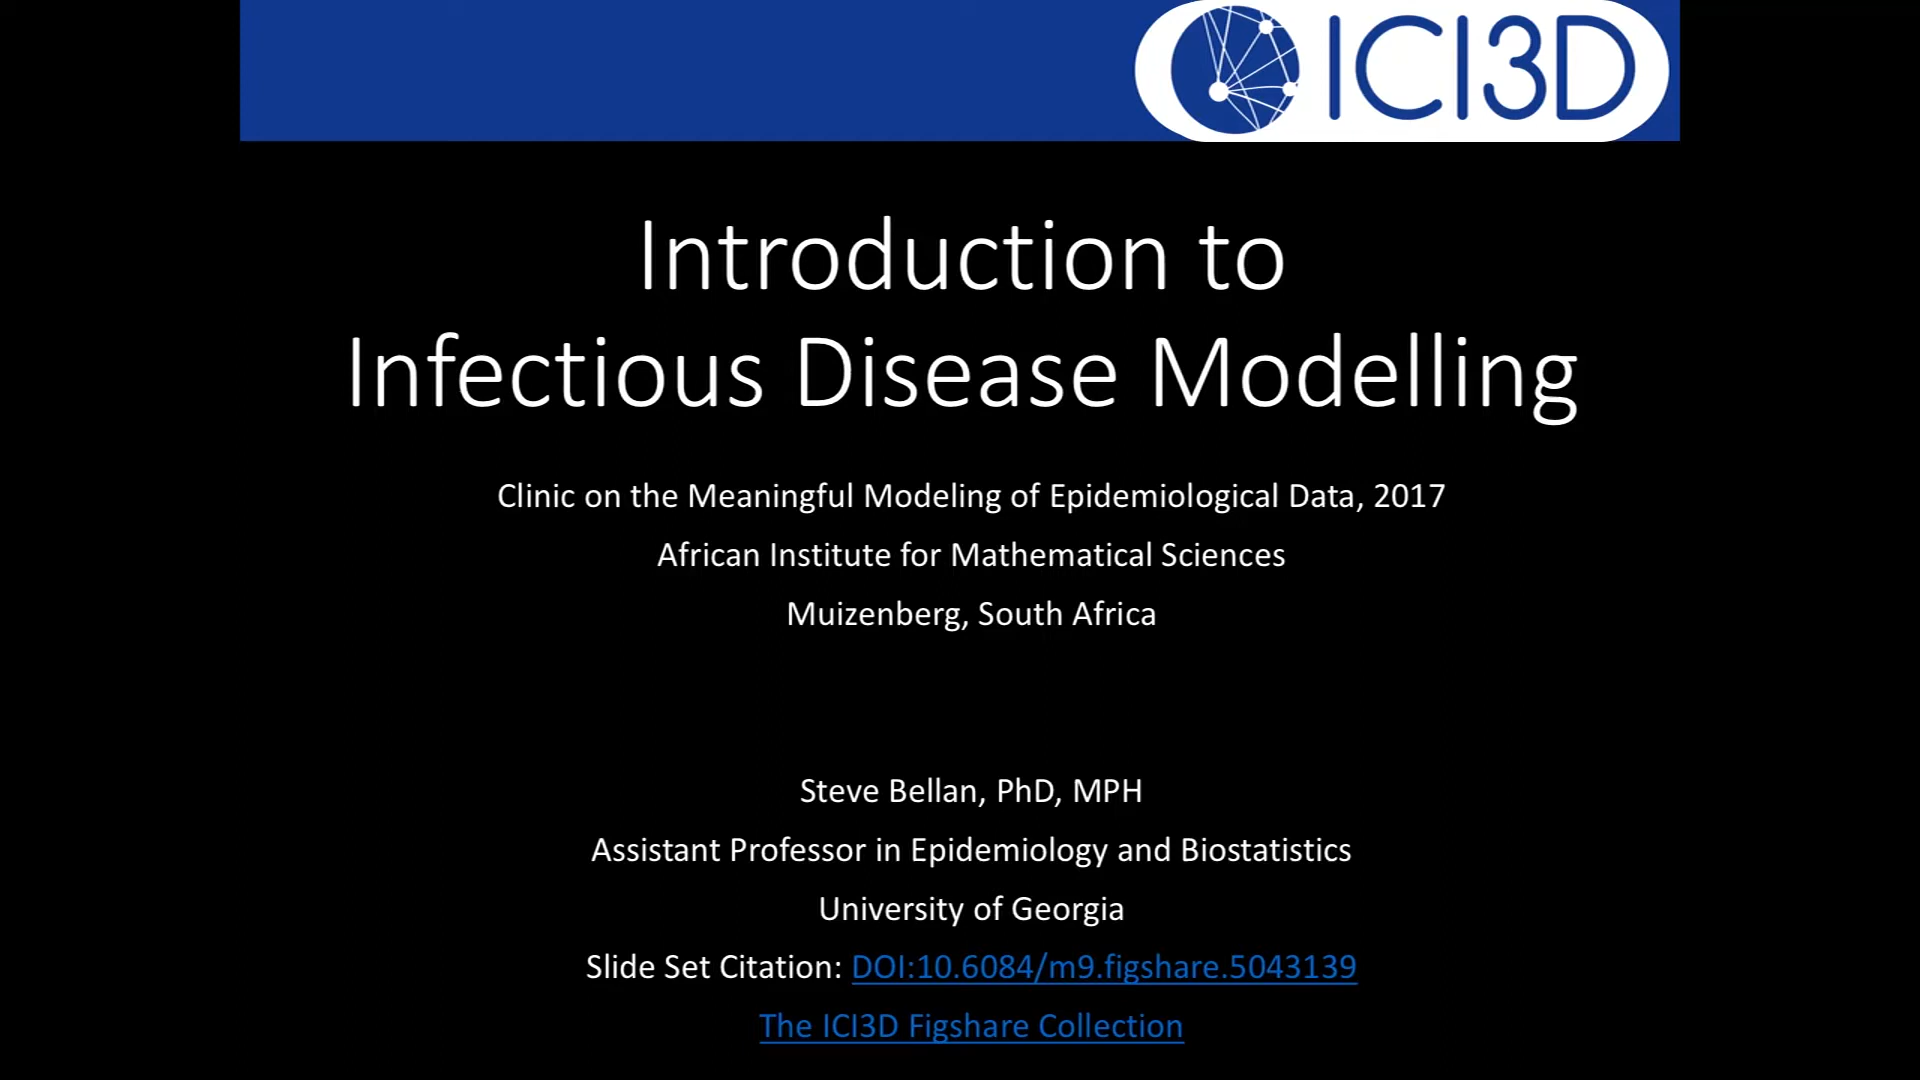 ICI3D
Introduction to
Infectious Disease Modelling
Clinic on the Meaningful Modeling of Epidemiological Data, 2017
African Institute for Mathematical Sciences
Muizenberg, South Africa
Steve Bellan, PhD, MPH
Assistant Professor in Epidemiology and Biostatistics
University of Georgia
Slide Set Citation: DOI:10.6084/m9.figshare.5043139
The ICI3D Figshare Collection